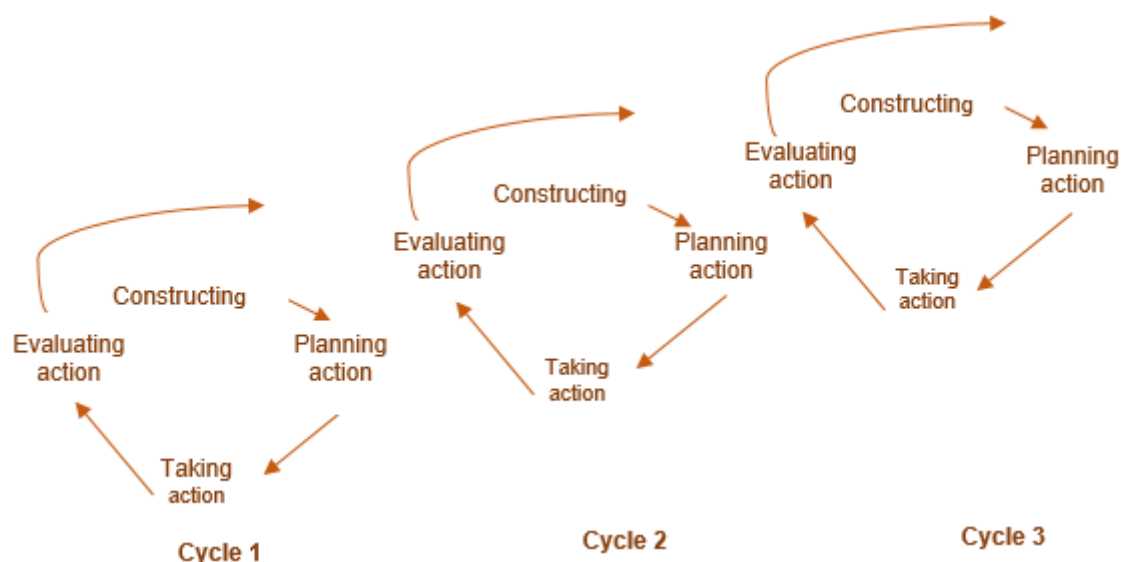 Constructing
Planning
action
Taking
action
Evaluating
action
Cycle 1
Constructing
Planning
action
Taking
action
Evaluating
action
Cycle 2
Constructing
Planning
action
Taking
action
Evaluating
action
Cycle 3